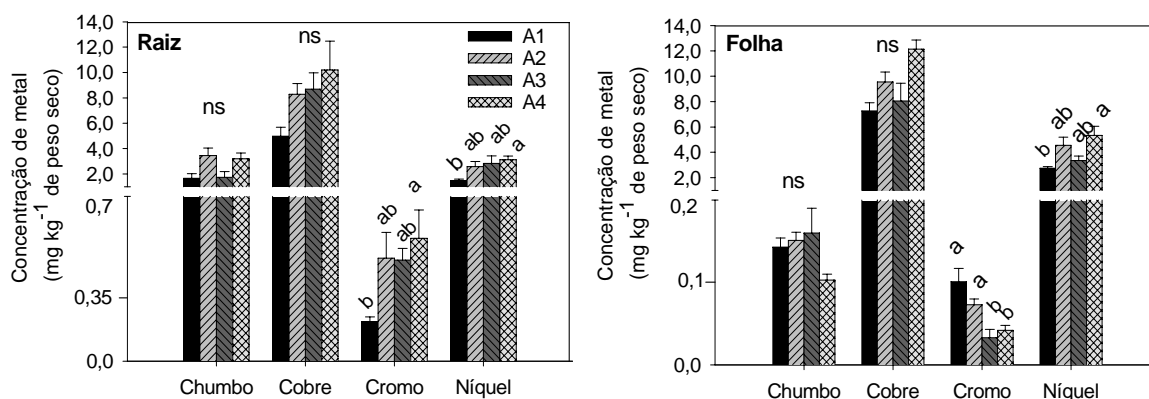 Raiz
Concentração de metal
(mg kg-1 de peso seco)
14,0
12,0
10,0
8,0
6,0
4,0
2,0
0,7
0,35
0,0
ns
ns
b
ab
ab
a
b
ab
ab
a
A1
A2
A3
A4
Chumbo
Cobre
Cromo
Níquel
Folha
Concentração de metal
(mg kg-1 de peso seco)
14,0
12,0
10,0
8,0
6,0
4,0
2,0
0,2
0,1
0,0
ns
ns
a
a
b
b
b
ab
ab
a
Chumbo
Cobre
Cromo
Níquel